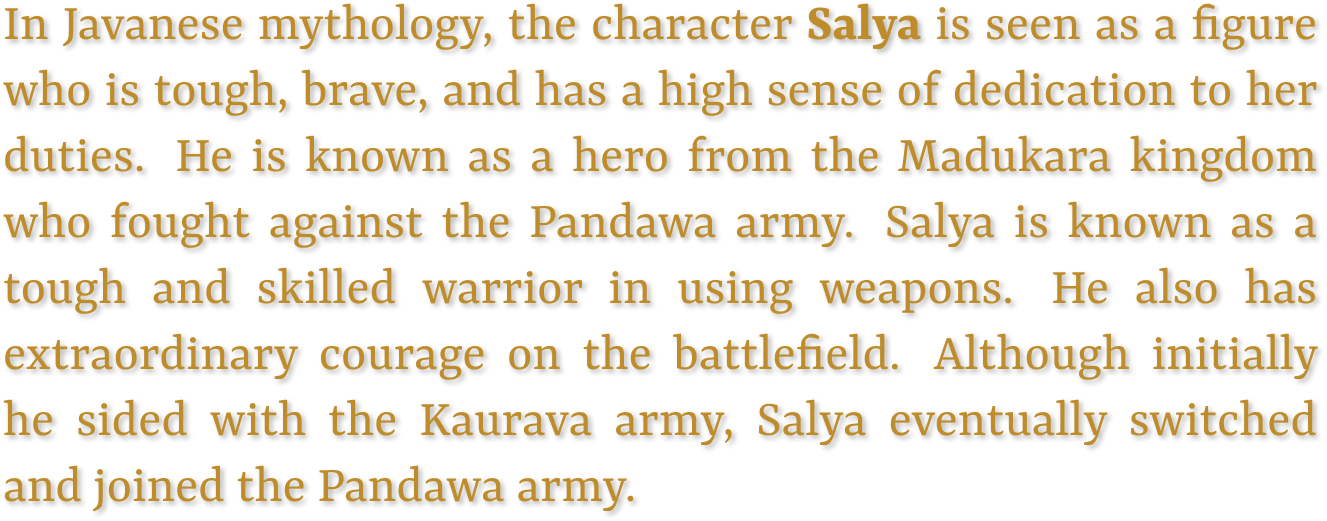 In Javanese mythology, the character Salya is seen as a figure
who is tough, brave, and has a high sense of dedication to her
duties. He is known as a hero from the Madukara kingdom
who fought against the Pandawa army. Salya is known as a
tough and skilled warrior in using weapons. He also has
extraordinary courage on the battlefield. Although initially
he sided with the Kaurava army, Salya eventually switched
and joined the Pandawa army.